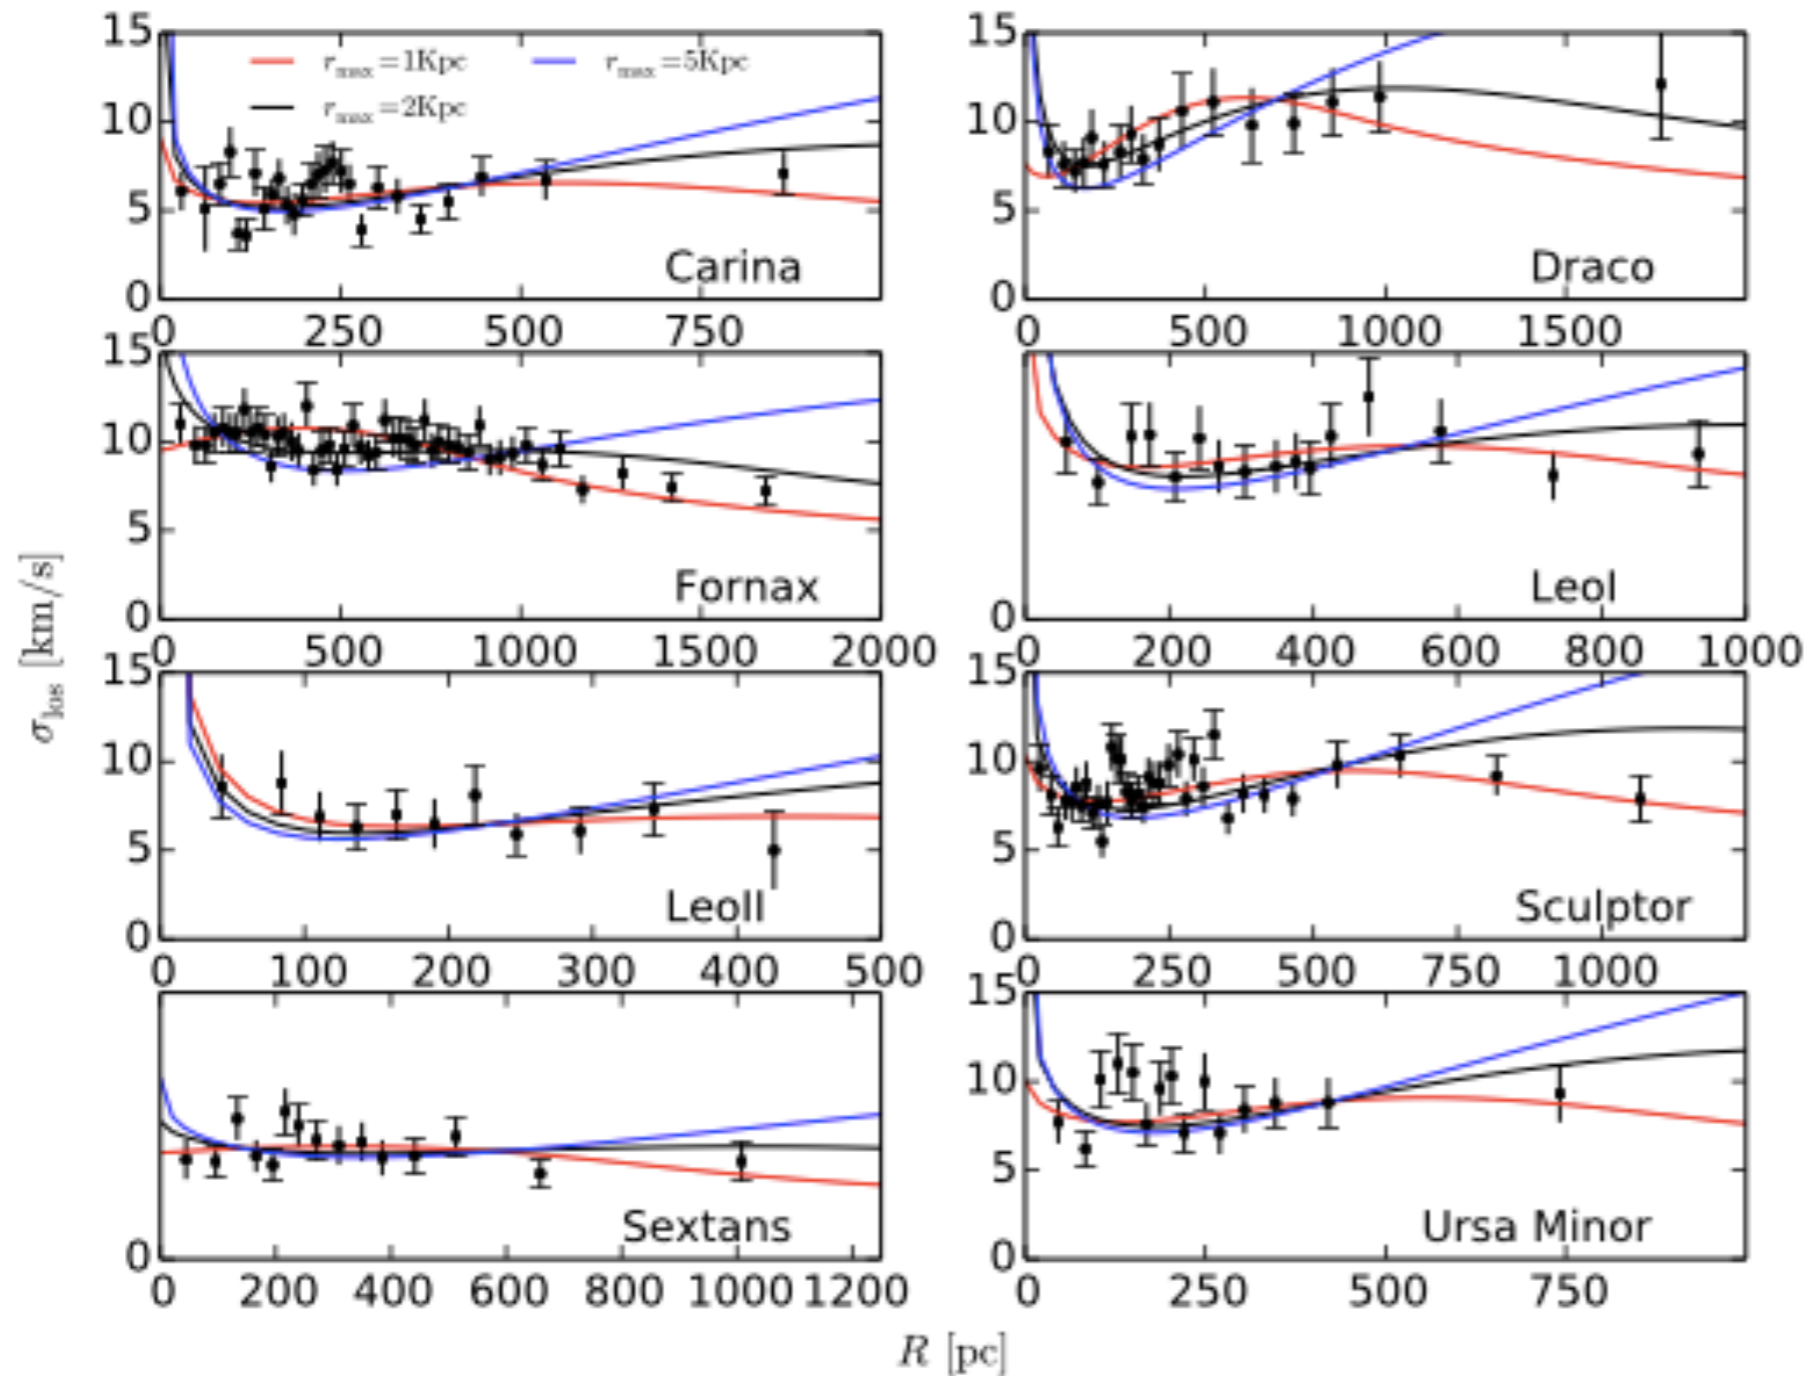 15 15
r_max=1Kpc r_max=5Kpc
r_max=2Kpc
10 10
5 5
Carina Draco
0 0
0 250 500 750 0 500 1000 1500
15
10
5
Fornax LeoI
0 0
0 500 1000 1500 2000 0 200 400 600 800 1000
15 15
10 10
5 5
LeoII Sculptor
0 0
0 100 200 300 400 500 0 250 500 750 1000
15
10
5
Sextans Ursa Minor
0 0
0 200 400 600 800 1000 1200 0 250 500 750
σ_los [km/s]
R [pc]